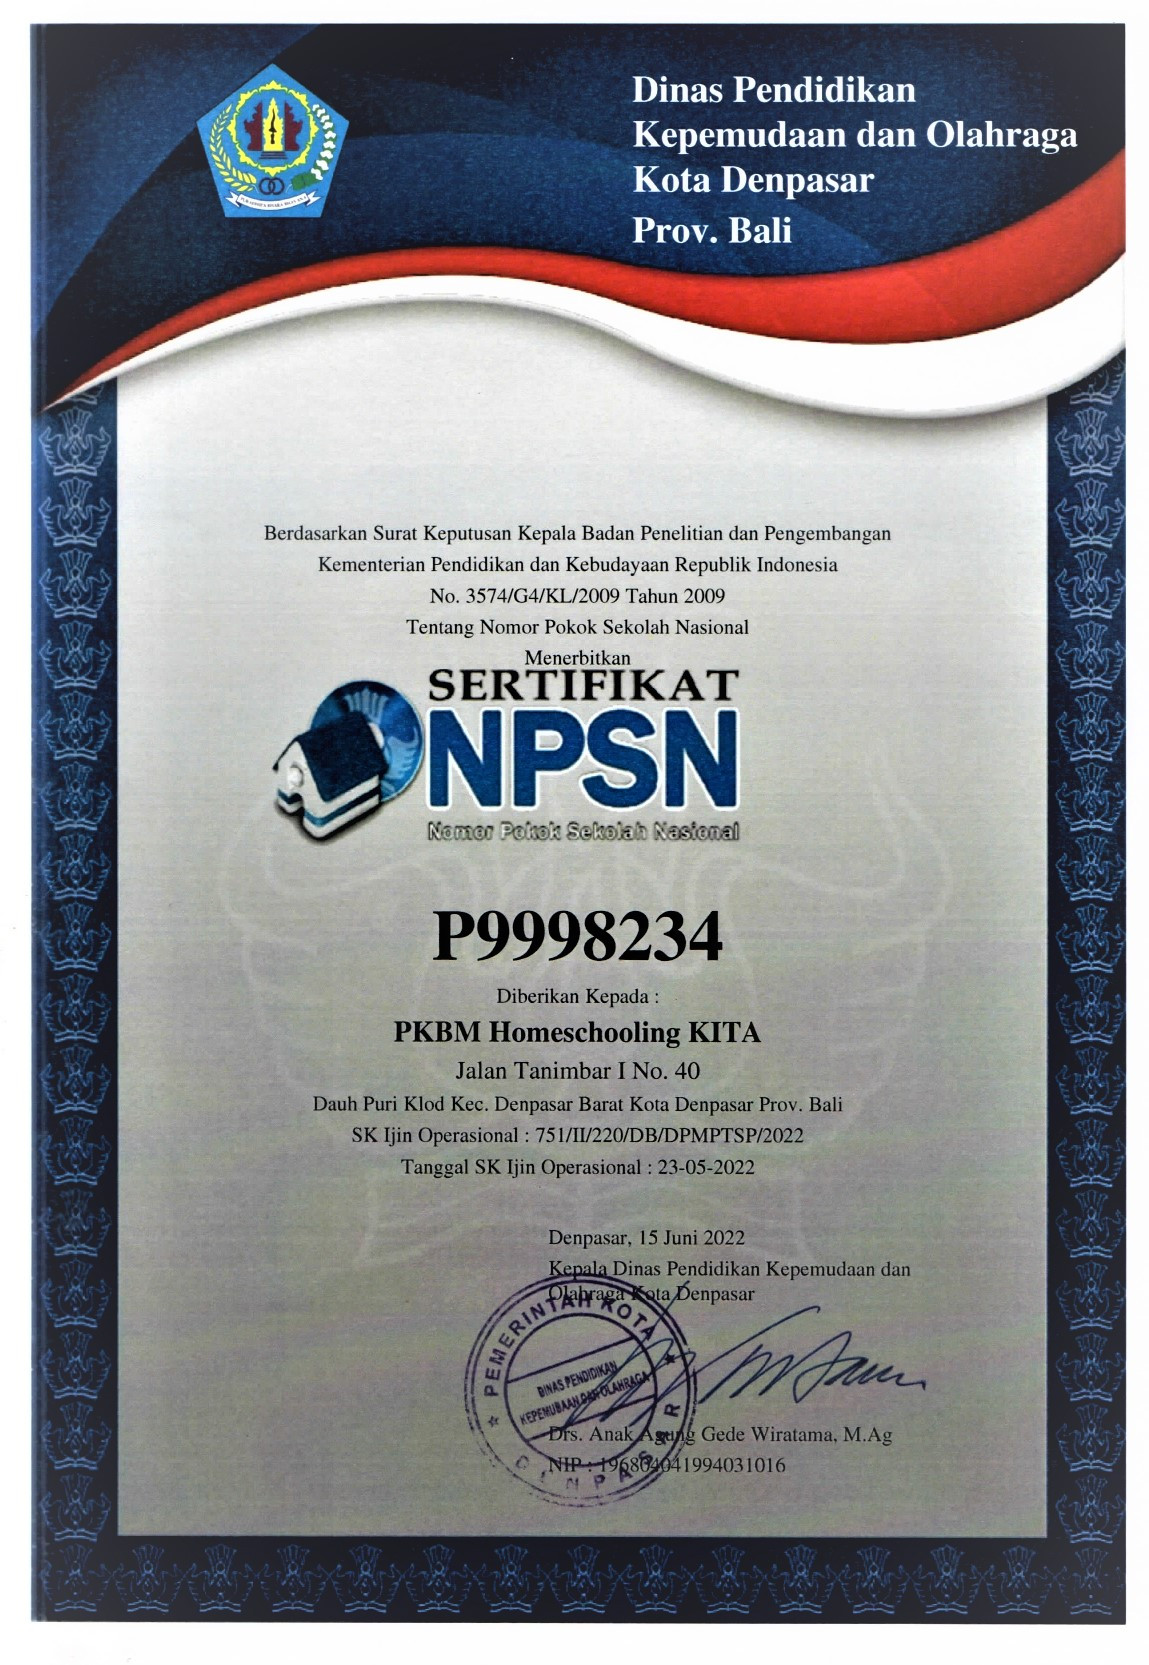 Dinas Pendidikan
Kepemudaan dan Olahraga
Kota Denpasar
Prov. Bali
Berdasarkan Surat Keputusan Kepala Badan Penelitian dan Pengembangan
Kementerian Pendidikan dan Kebudayaan Republik Indonesia
No. 3574/G4/KL/2009 Tahun 2009
Tentang Nomor Pokok Sekolah Nasional
Menerbitkan
SERTIFIKAT
NPSN
Nomor Pokok Sekolah Nasional
P9998234
Diberikan Kepada :
PKBM Homeschooling KITA
Jalan Tanimbar I No. 40
Dauh Puri Klod Kec. Denpasar Barat Kota Denpasar Prov. Bali
SK Ijin Operasional : 751/II/220/DB/DPMPTSP/2022
Tanggal SK Ijin Operasional : 23-05-2022
Denpasar, 15 Juni 2022
Kepala Dinas Pendidikan Kepemudaan dan
Olahraga Kota Denpasar
PEMERINTAH KOTA
DINAS PENDIDIKAN
KEPEMUDAAN DAN OLAHRAGA
DENPASAR
Drs. Anak Agung Gede Wiratama, M.Ag
NIP : 196804041994031016